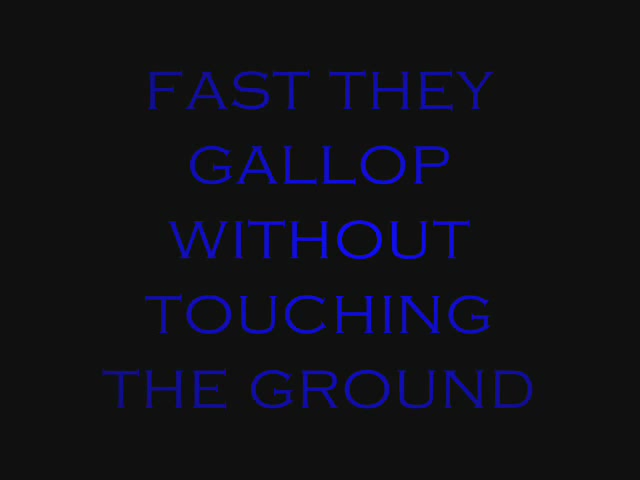 FAST THEY
GALLOP
WITHOUT
TOUCHING
THE GROUND